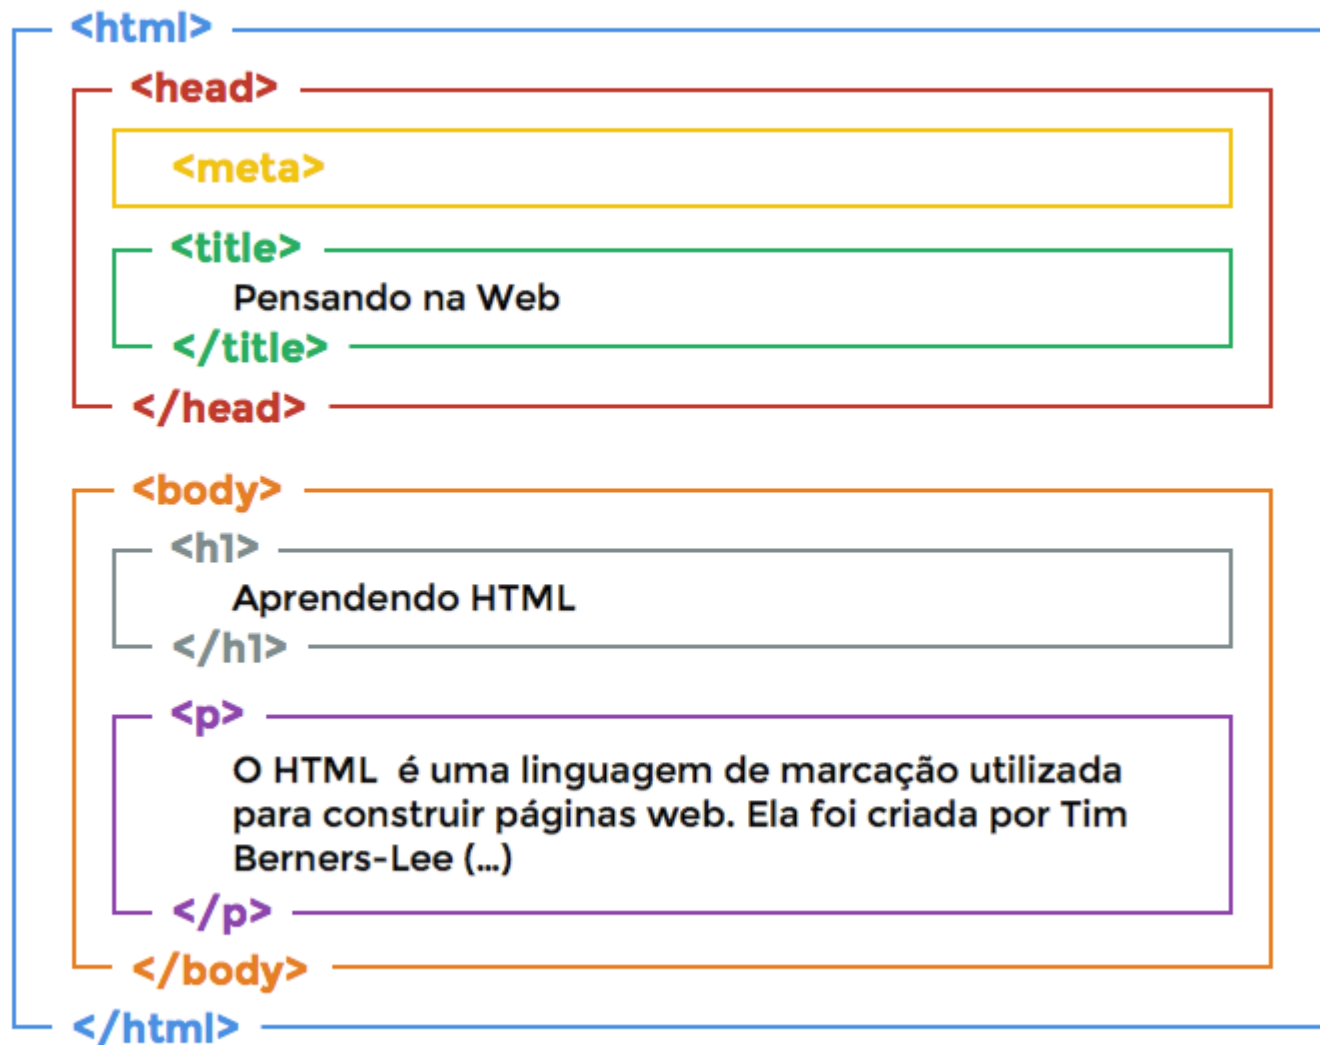 <html>
<head>
<meta>
<title>
Pensando na Web
</title>
</head>
<body>
<h1>
Aprendendo HTML
</h1>
<p>
O HTML  é uma linguagem de marcação utilizada
para construir páginas web. Ela foi criada por Tim
Berners-Lee (...)
</p>
</body>
</html>